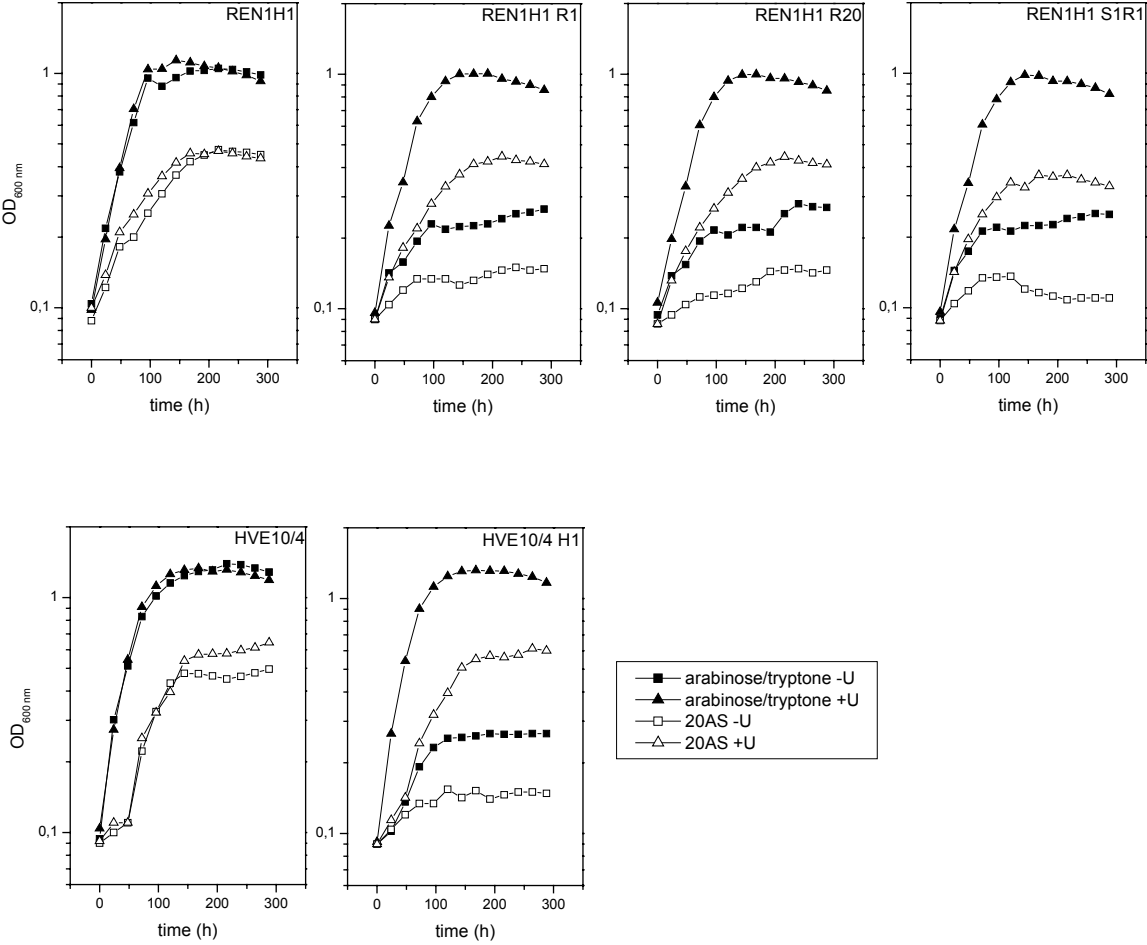 REN1H1
REN1H1 R1
REN1H1 R20
REN1H1 S1R1
OD600 nm
1
0,1
0 100 200 300
time (h)
1
0,1
0 100 200 300
time (h)
1
0,1
0 100 200 300
time (h)
1
0,1
0 100 200 300
time (h)
HVE10/4
HVE10/4 H1
OD600 nm
1
0,1
0 100 200 300
time (h)
1
0,1
0 100 200 300
time (h)
arabinose/tryptone -U
arabinose/tryptone +U
20AS -U
20AS +U